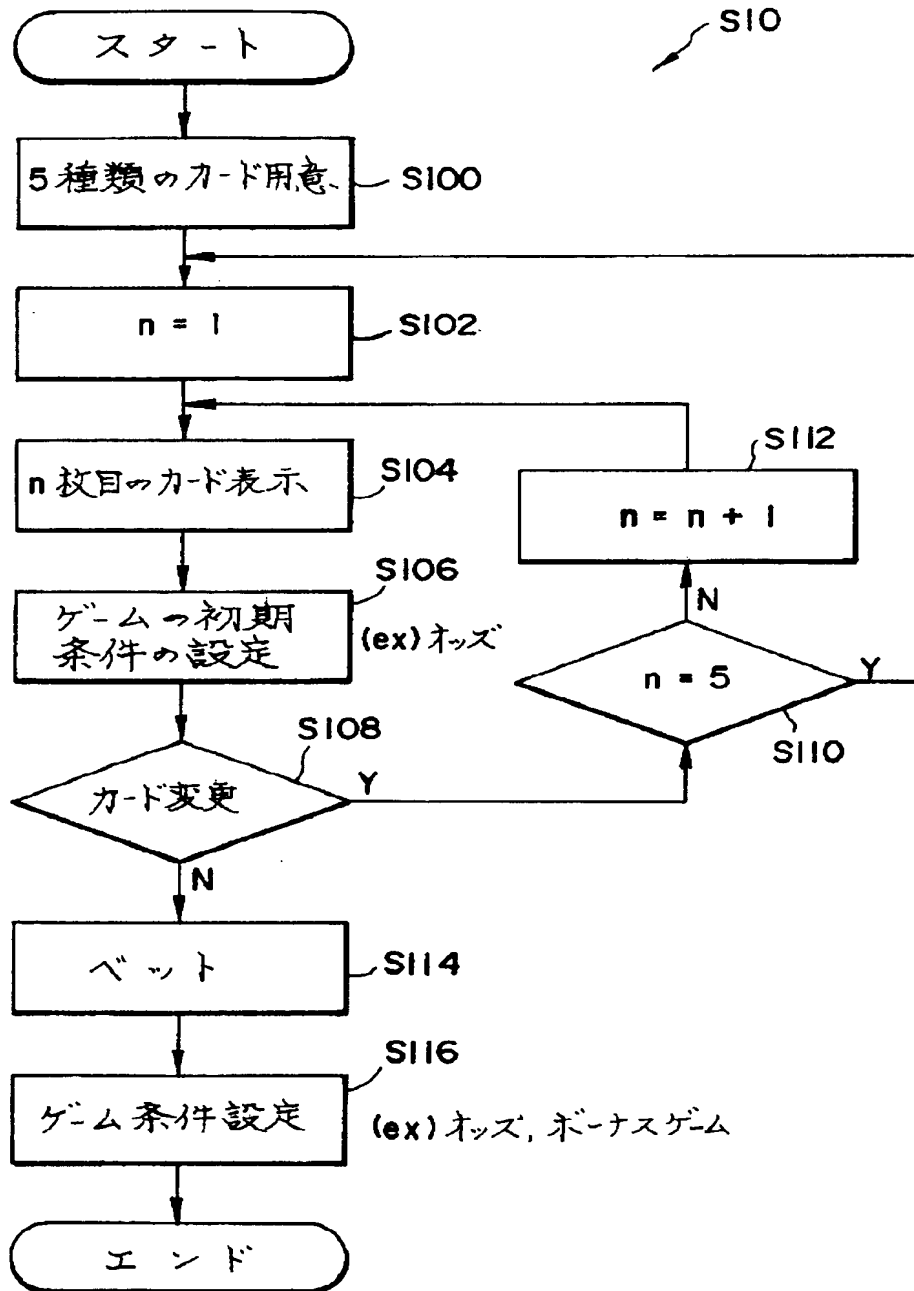 S10
スタート
5種類のカード用意
S100
n = 1
S102
n枚目のカード表示
S104
S112
n = n + 1
S106
ゲームの初期
条件の設定
(ex)オッズ
N
n = 5
Y
S110
S108
カード変更
Y
N
ベット
S114
S116
ゲーム条件設定
(ex)オッズ,ボーナスゲーム
エンド